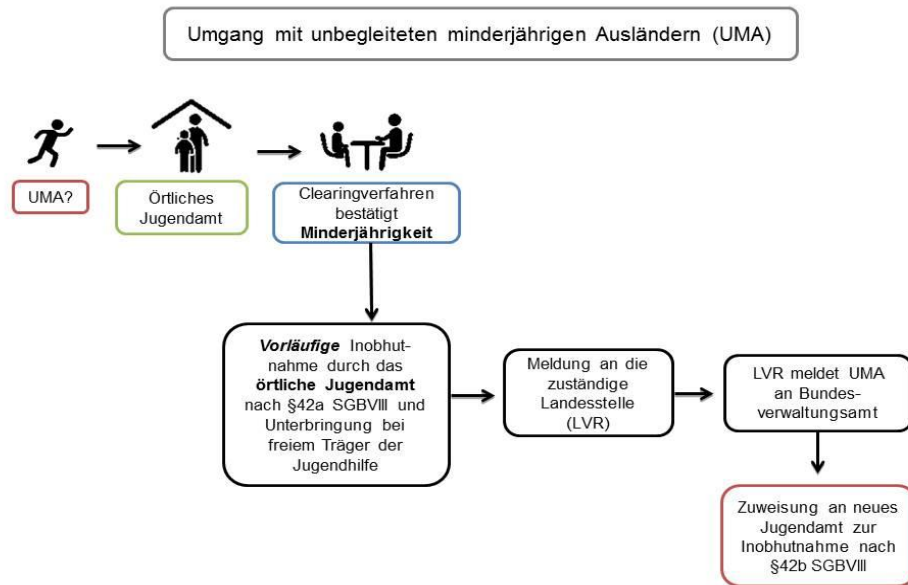 Umgang mit unbegleiteten minderjährigen Ausländern (UMA)
UMA?
Örtliches
Jugendamt
Clearingverfahren
bestätigt
Minderjährigkeit
Vorläufige Inobhut-
nahme durch das
örtliche Jugendamt
nach §42a SGBVIII und
Unterbringung bei
freiem Träger der
Jugendhilfe
Meldung an die
zuständige
Landesstelle
(LVR)
LVR meldet UMA
an Bundes-
verwaltungsamt
Zuweisung an neues
Jugendamt zur
Inobhutnahme nach
§42b SGBVIII